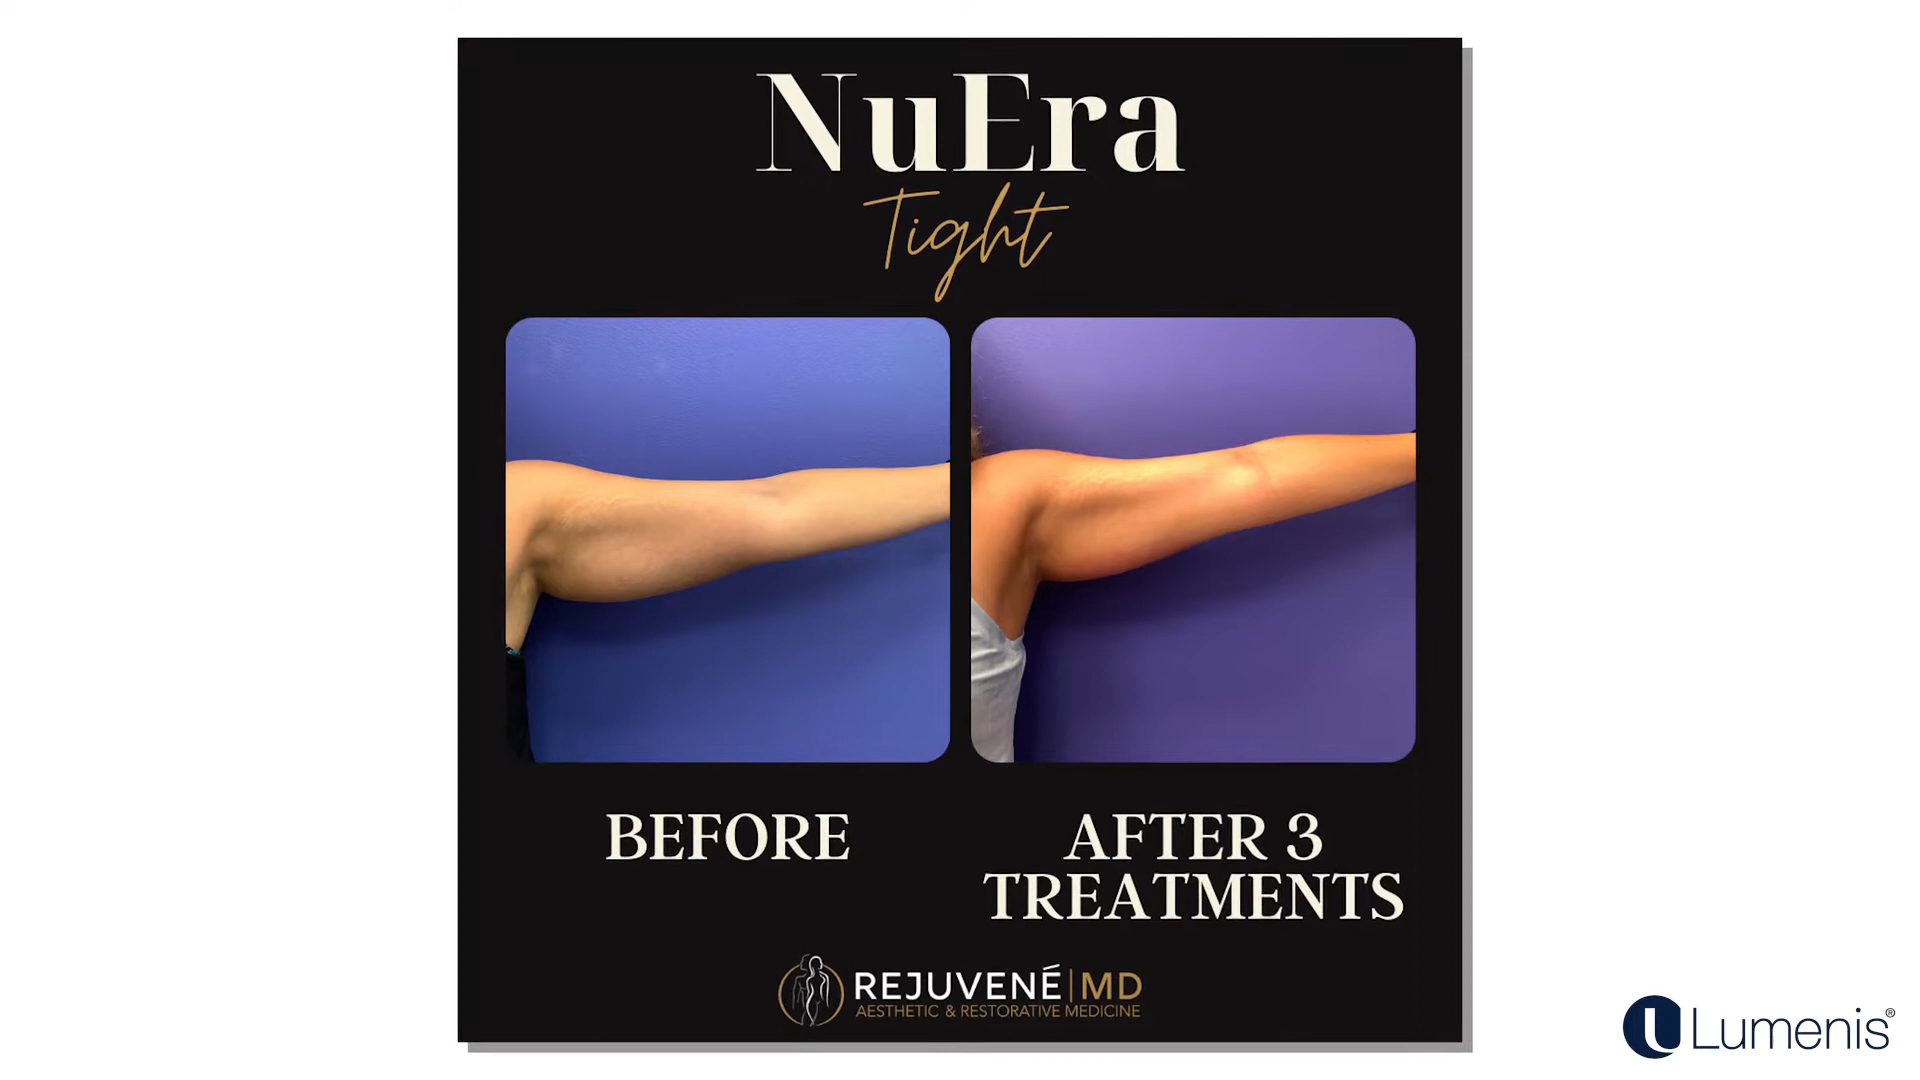 NuEra
Tight
BEFORE
AFTER 3
TREATMENTS
REJUVENÉ|MD
AESTHETIC & RESTORATIVE MEDICINE
Lumenis®